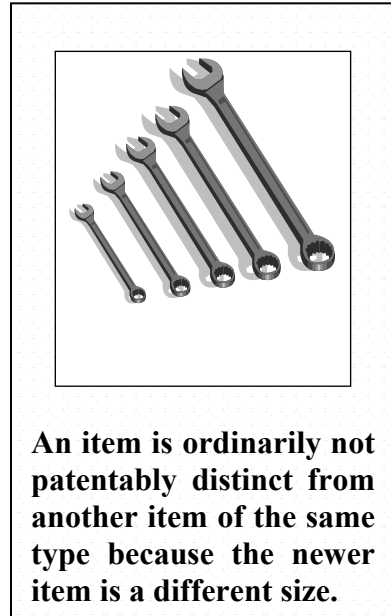 An item is ordinarily not
patentably distinct from
another item of the same
type because the newer
item is a different size.